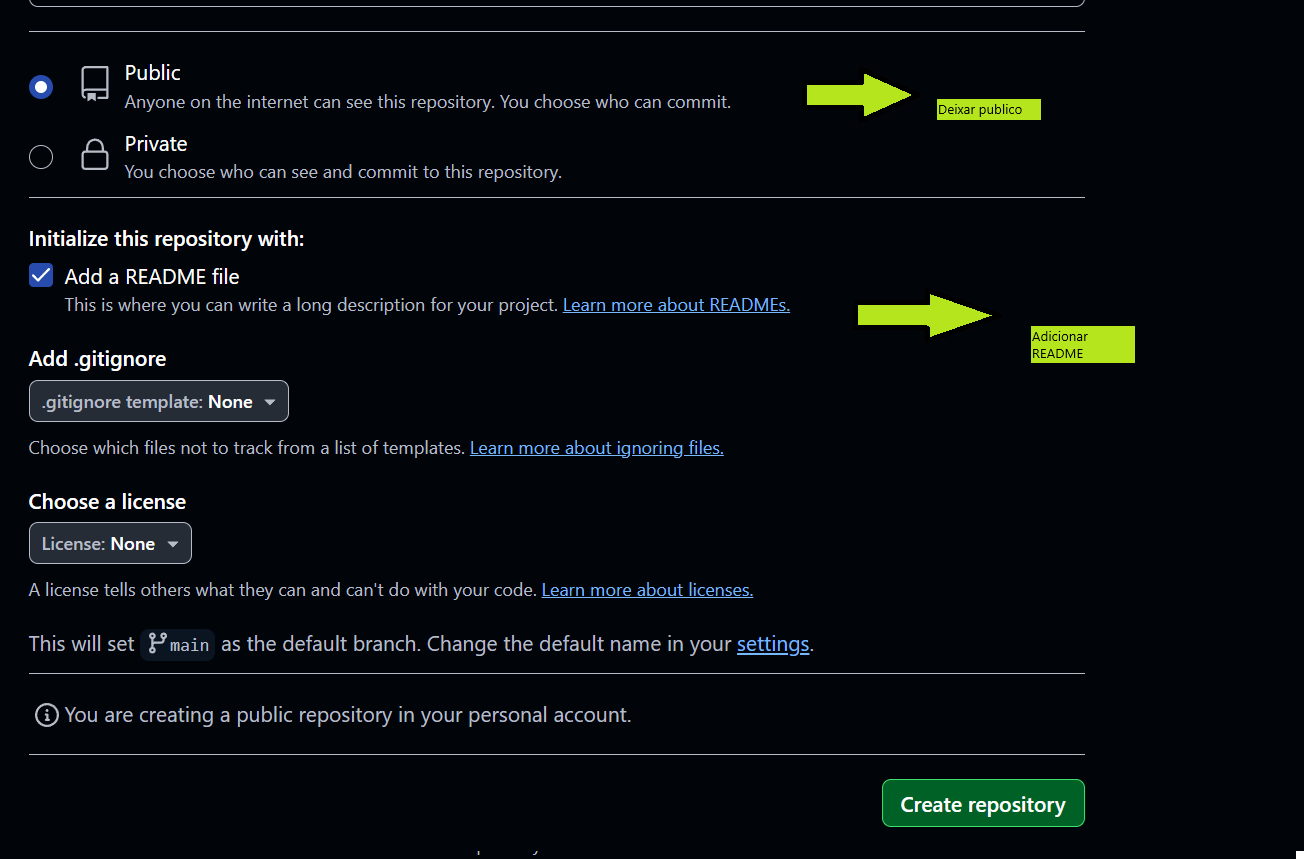 Public
Anyone on the internet can see this repository. You choose who can commit.
Deixar publico
Private
You choose who can see and commit to this repository.
Initialize this repository with:
Add a README file
This is where you can write a long description for your project. Learn more about READMEs.
Adicionar
README
Add .gitignore
.gitignore template: None
Choose which files not to track from a list of templates. Learn more about ignoring files.
Choose a license
License: None
A license tells others what they can and can't do with your code. Learn more about licenses.
This will set main as the default branch. Change the default name in your settings.
You are creating a public repository in your personal account.
Create repository